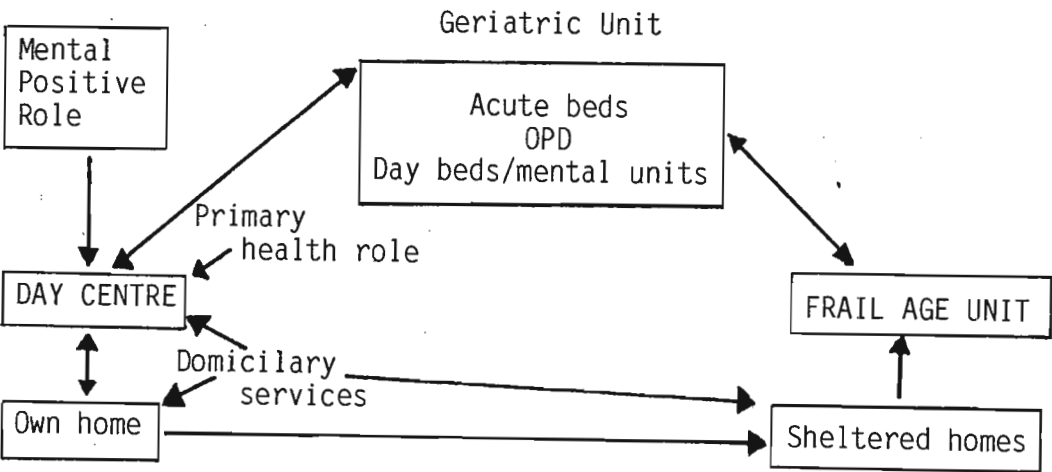 Geriatric Unit
Mental
Positive
Role
Acute beds
OPD
Day beds/mental units
Primary
health role
DAY CENTRE
FRAIL AGE UNIT
Domicilary
services
Own home
Sheltered homes